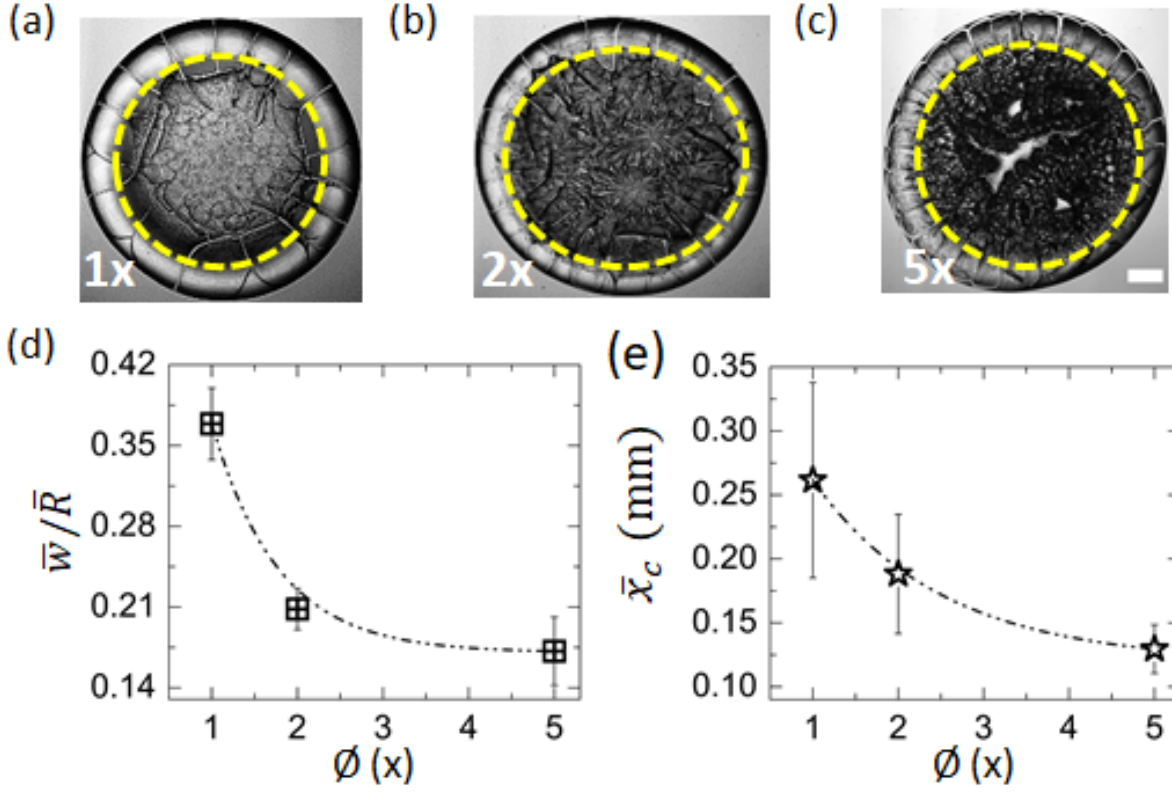 (a)
(b)
(c)
1x
2x
5x
(d)
(e)
0.42
0.35
0.28
0.21
0.14
w̅/R̅
1 2 3 4 5
Ø (x)
0.35
0.30
0.25
0.20
0.15
0.10
x̅c (mm)
1 2 3 4 5
Ø (x)